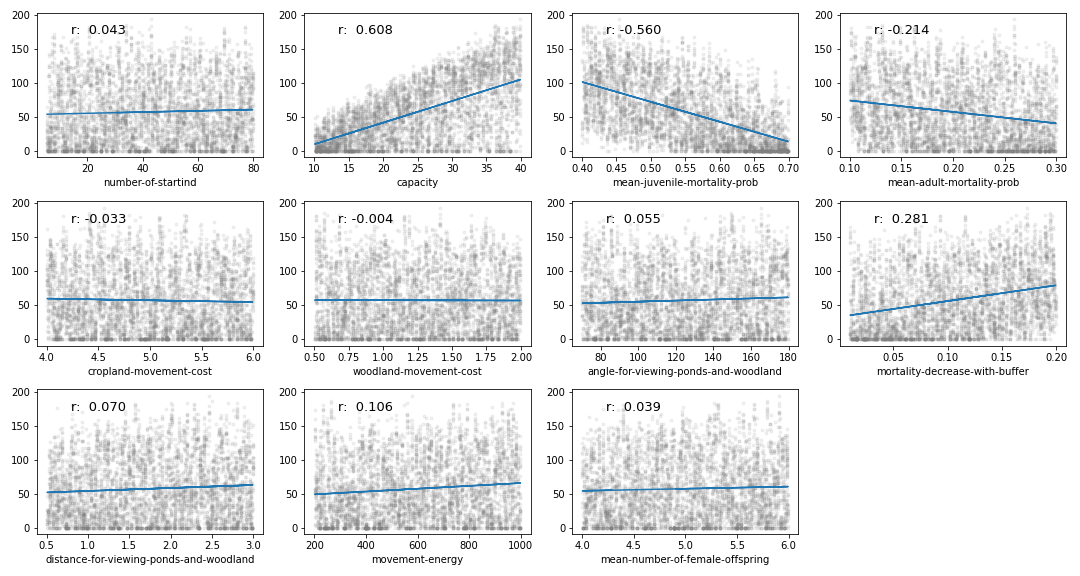 r:  0.043
200
150
100
50
0
20 40 60 80
number-of-startind
r:  0.608
200
150
100
50
0
10 15 20 25 30 35 40
capacity
r: -0.560
200
150
100
50
0
0.40 0.45 0.50 0.55 0.60 0.65 0.70
mean-juvenile-mortality-prob
r: -0.214
200
150
100
50
0
0.10 0.15 0.20 0.25 0.30
mean-adult-mortality-prob
r: -0.033
200
150
100
50
0
4.0 4.5 5.0 5.5 6.0
cropland-movement-cost
r: -0.004
200
150
100
50
0
0.50 0.75 1.00 1.25 1.50 1.75 2.00
woodland-movement-cost
r:  0.055
200
150
100
50
0
80 100 120 140 160 180
angle-for-viewing-ponds-and-woodland
r:  0.281
200
150
100
50
0
0.05 0.10 0.15 0.20
mortality-decrease-with-buffer
r:  0.070
200
150
100
50
0
0.5 1.0 1.5 2.0 2.5 3.0
distance-for-viewing-ponds-and-woodland
r:  0.106
200
150
100
50
0
200 400 600 800 1000
movement-energy
r:  0.039
200
150
100
50
0
4.0 4.5 5.0 5.5 6.0
mean-number-of-female-offspring